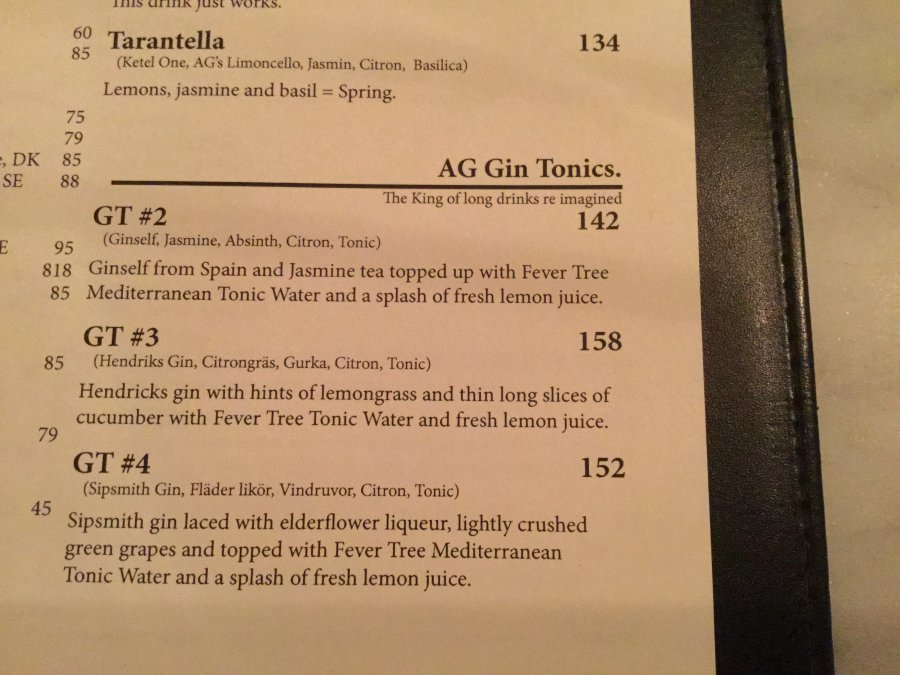 This drink just works.
60
Tarantella 134
85
(Ketel One, AG's Limoncello, Jasmin, Citron, Basilica)
Lemons, jasmine and basil = Spring.
75
79
DK 85
SE 88
AG Gin Tonics.
The King of long drinks re imagined
GT #2 142
(Ginself, Jasmine, Absinth, Citron, Tonic)
E 95
818
Ginself from Spain and Jasmine tea topped up with Fever Tree
85
Mediterranean Tonic Water and a splash of fresh lemon juice.
GT #3 158
85
(Hendriks Gin, Citrongräs, Gurka, Citron, Tonic)
Hendricks gin with hints of lemongrass and thin long slices of
cucumber with Fever Tree Tonic Water and fresh lemon juice.
79
GT #4 152
(Sipsmith Gin, Fläder likör, Vindruvor, Citron, Tonic)
45
Sipsmith gin laced with elderflower liqueur, lightly crushed
green grapes and topped with Fever Tree Mediterranean
Tonic Water and a splash of fresh lemon juice.